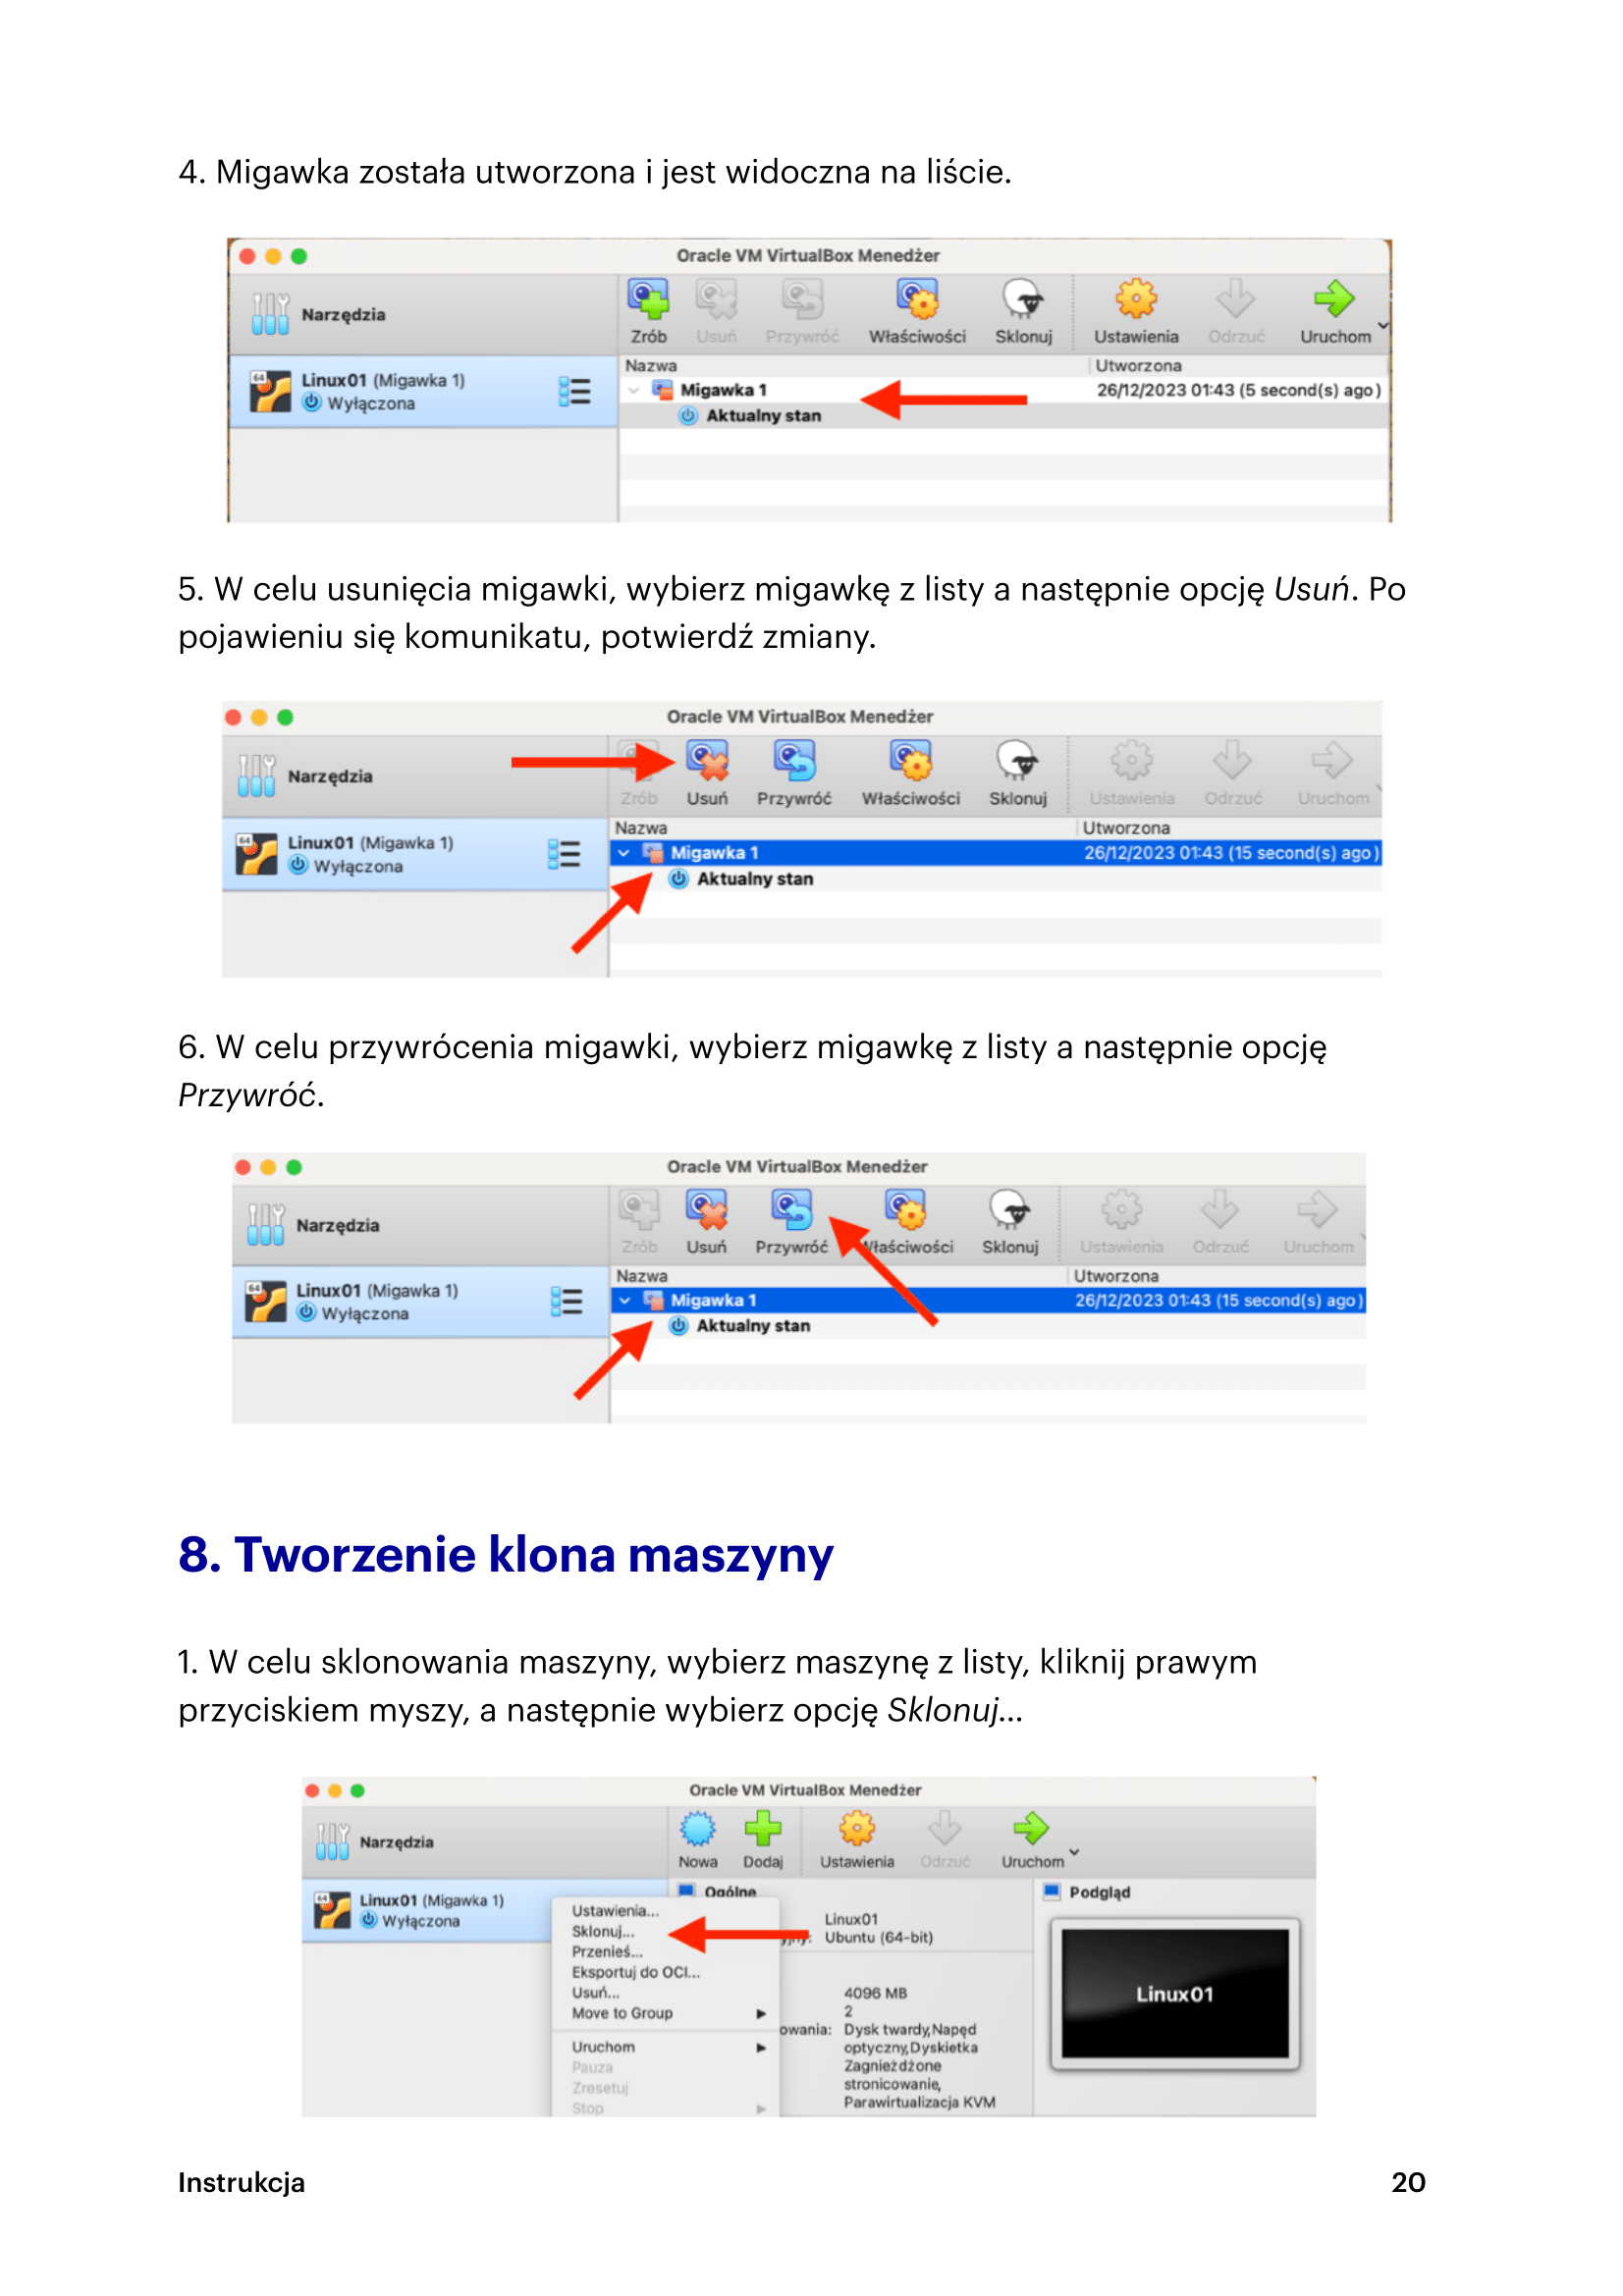 4. Migawka została utworzona i jest widoczna na liście.
Oracle VM VirtualBox Menedżer
Narzędzia
Zrób Usuń Przywróć Właściwości Sklonuj Ustawienia Odrzuć Uruchom
Nazwa Utworzona
64 Linux01 (Migawka 1)
Wyłączona
Migawka 1 26/12/2023 01:43 (5 second(s) ago)
Aktualny stan
5. W celu usunięcia migawki, wybierz migawkę z listy a następnie opcję Usuń. Po
pojawieniu się komunikatu, potwierdź zmiany.
Oracle VM VirtualBox Menedżer
Narzędzia
Zrób Usuń Przywróć Właściwości Sklonuj Ustawienia Odrzuć Uruchom
Nazwa Utworzona
64 Linux01 (Migawka 1)
Wyłączona
Migawka 1 26/12/2023 01:43 (15 second(s) ago)
Aktualny stan
6. W celu przywrócenia migawki, wybierz migawkę z listy a następnie opcję
Przywróć.
Oracle VM VirtualBox Menedżer
Narzędzia
Zrób Usuń Przywróć Właściwości Sklonuj Ustawienia Odrzuć Uruchom
Nazwa Utworzona
64 Linux01 (Migawka 1)
Wyłączona
Migawka 1 26/12/2023 01:43 (15 second(s) ago)
Aktualny stan
8. Tworzenie klona maszyny
1. W celu sklonowania maszyny, wybierz maszynę z listy, kliknij prawym
przyciskiem myszy, a następnie wybierz opcję Sklonuj...
Oracle VM VirtualBox Menedżer
Narzędzia
Nowa Dodaj Ustawienia Odrzuć Uruchom
64 Linux01 (Migawka 1)
Wyłączona
Ustawienia...
Sklonuj...
Przenieś...
Eksportuj do OCI...
Usuń...
Move to Group
Uruchom
Pauza
Zresetuj
Stop
Ogólne
Linux01
Ubuntu (64-bit)
4096 MB
2
owania: Dysk twardy,Napęd
optyczny,Dyskietka
Zagnieżdżone
stronicowanie,
Parawirtualizacja KVM
Podgląd
Linux01
Instrukcja 20